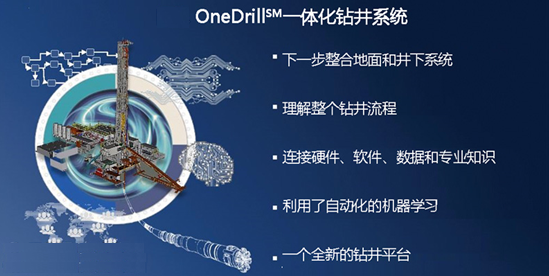 OneDrill℠一体化钻井系统
▪ 下一步整合地面和井下系统
▪ 理解整个钻井流程
▪ 连接硬件、软件、数据和专业知识
▪ 利用了自动化的机器学习
▪ 一个全新的钻井平台